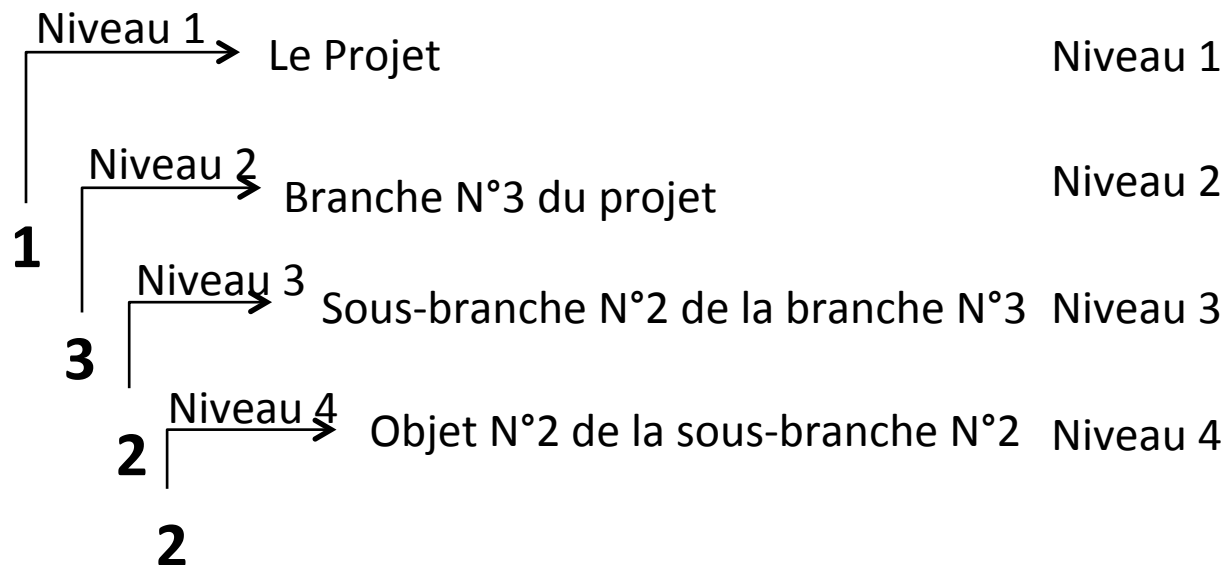 Niveau 1
Le Projet
Niveau 1
Niveau 2
Branche N°3 du projet
Niveau 2
1
Niveau 3
Sous-branche N°2 de la branche N°3
Niveau 3
3
Niveau 4
Objet N°2 de la sous-branche N°2
Niveau 4
2
2